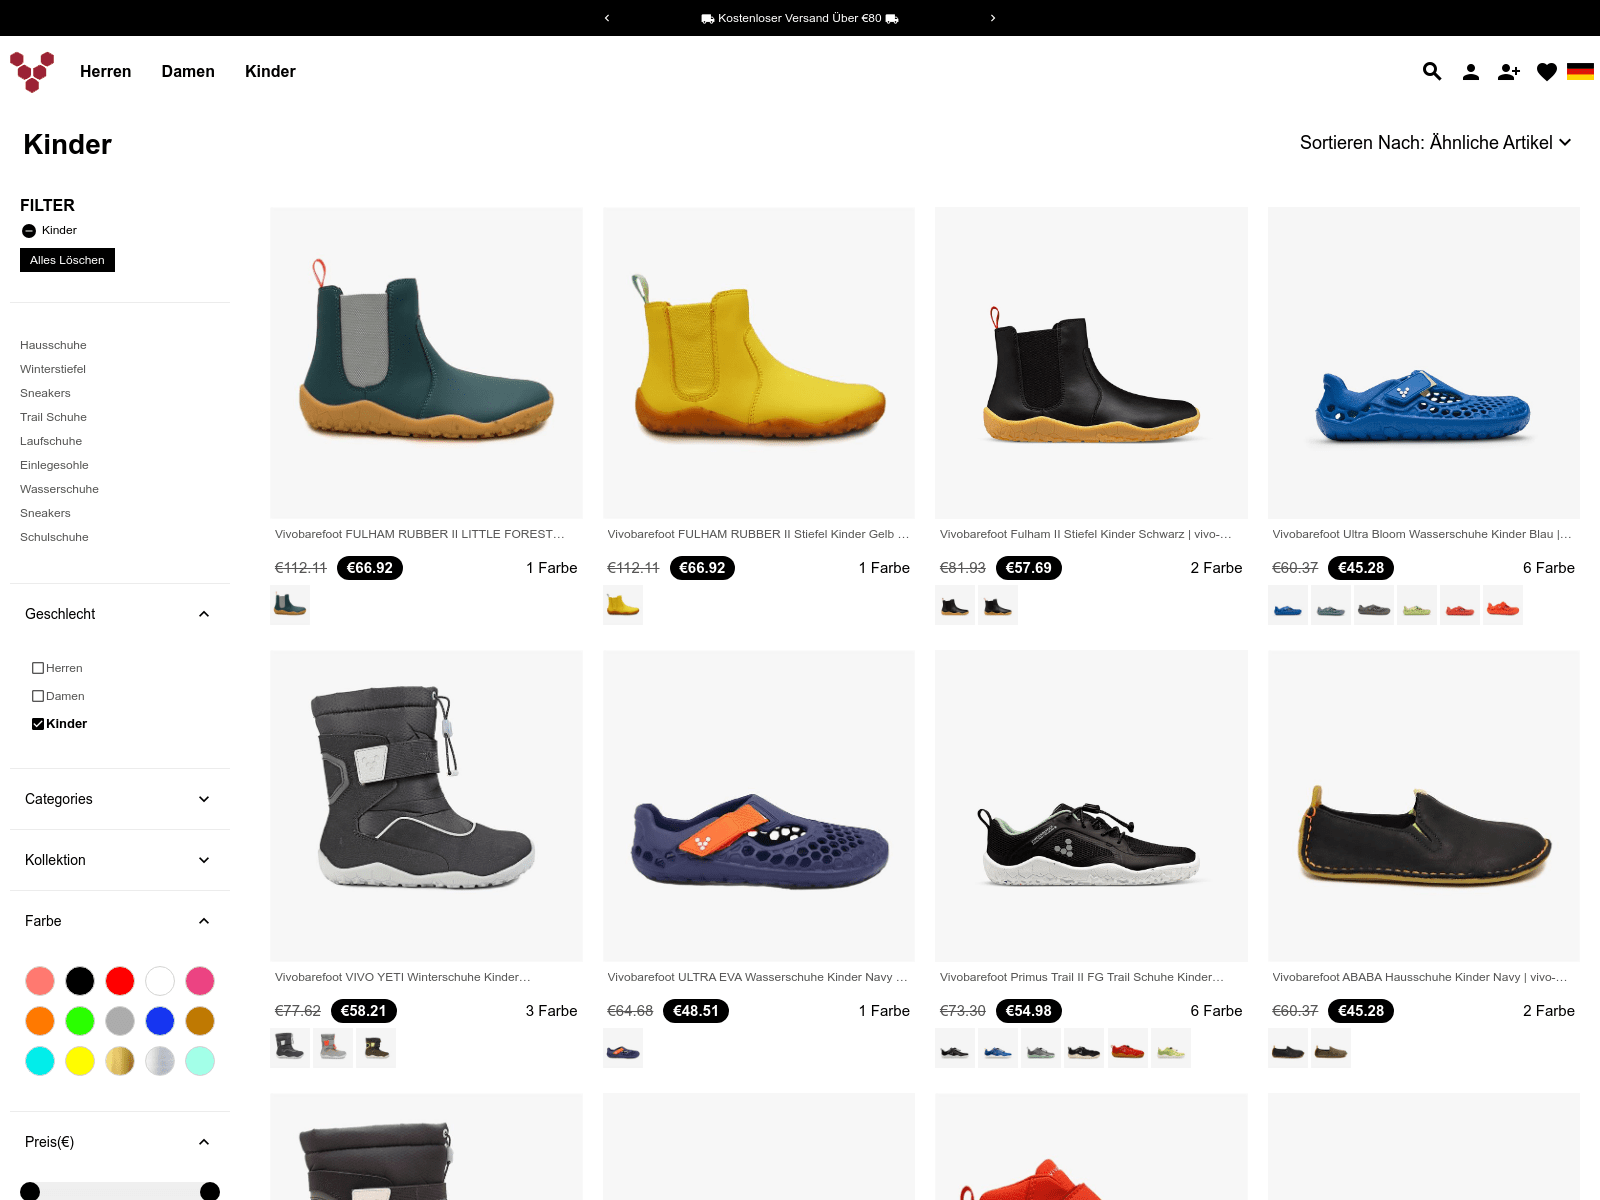 Kostenloser Versand Über €80
Herren Damen Kinder
Kinder
Sortieren Nach: Ähnliche Artikel
FILTER
Kinder
Alles Löschen
Hausschuhe
Winterstiefel
Sneakers
Trail Schuhe
Laufschuhe
Einlegesohle
Wasserschuhe
Sneakers
Schulschuhe
Geschlecht
Herren
Damen
Kinder
Categories
Kollektion
Farbe
Preis(€)
Vivobarefoot FULHAM RUBBER II LITTLE FOREST…
€112.11 €66.92 1 Farbe
Vivobarefoot FULHAM RUBBER II Stiefel Kinder Gelb …
€112.11 €66.92 1 Farbe
Vivobarefoot Fulham II Stiefel Kinder Schwarz | vivo-…
€81.93 €57.69 2 Farbe
Vivobarefoot Ultra Bloom Wasserschuhe Kinder Blau |…
€60.37 €45.28 6 Farbe
Vivobarefoot VIVO YETI Winterschuhe Kinder…
€77.62 €58.21 3 Farbe
Vivobarefoot ULTRA EVA Wasserschuhe Kinder Navy …
€64.68 €48.51 1 Farbe
Vivobarefoot Primus Trail II FG Trail Schuhe Kinder…
€73.30 €54.98 6 Farbe
Vivobarefoot ABABA Hausschuhe Kinder Navy | vivo-…
€60.37 €45.28 2 Farbe